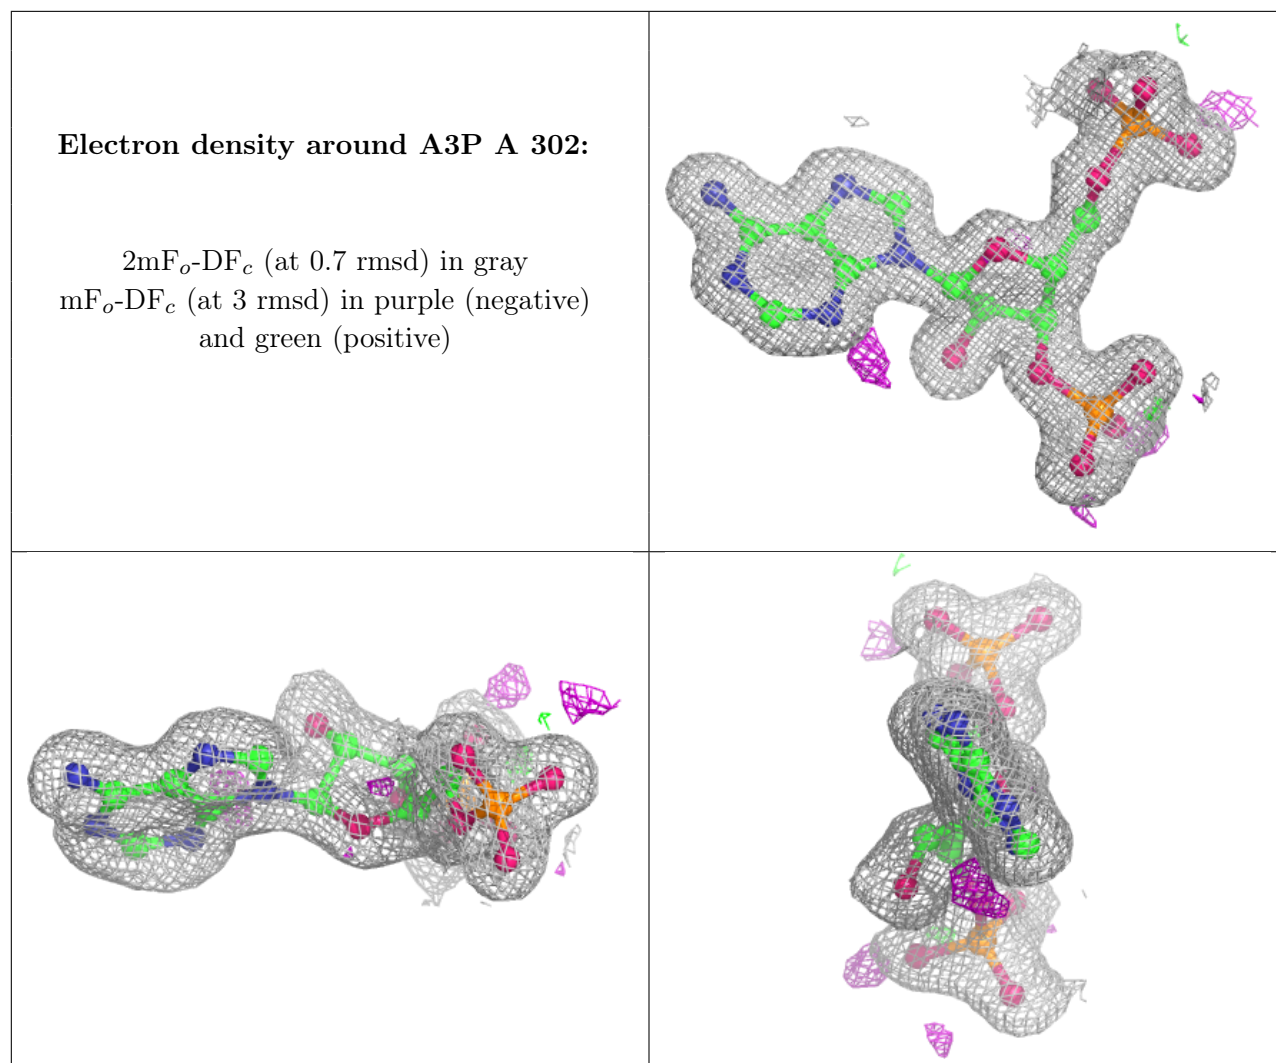 Electron density around A3P A 302:
2mFo-DFc (at 0.7 rmsd) in gray
mFo-DFc (at 3 rmsd) in purple (negative)
and green (positive)